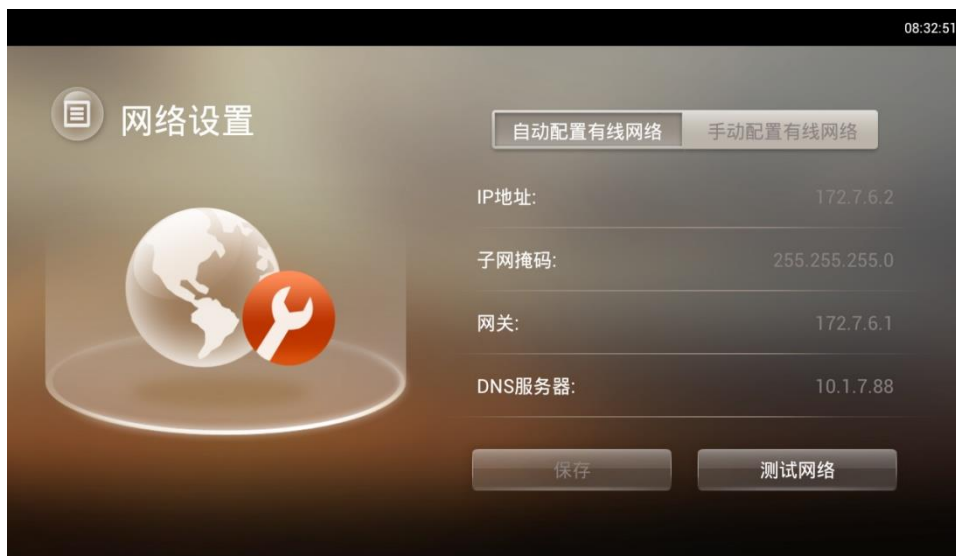 08:32:51
网络设置
自动配置有线网络 手动配置有线网络
IP地址: 172.7.6.2
子网掩码: 255.255.255.0
网关: 172.7.6.1
DNS服务器: 10.1.7.88
保存 测试网络